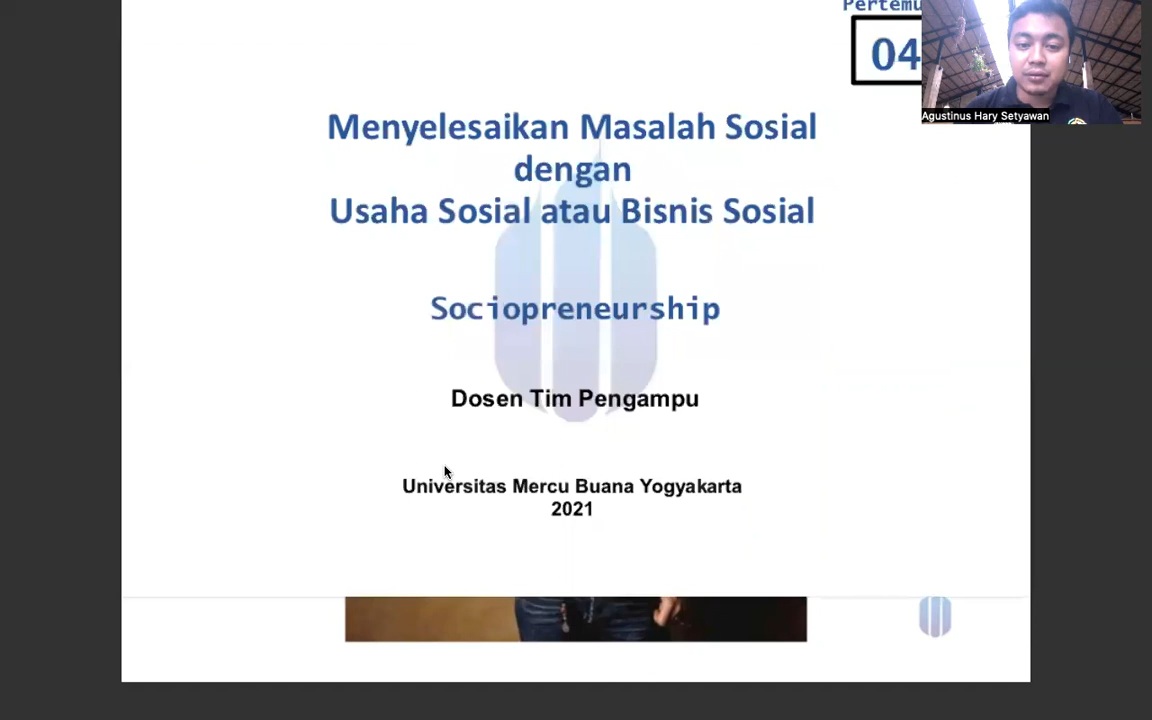 04
Agustinus Hary Setyawan
Menyelesaikan Masalah Sosial
dengan
Usaha Sosial atau Bisnis Sosial
Sociopreneurship
Dosen Tim Pengampu
Universitas Mercu Buana Yogyakarta
2021